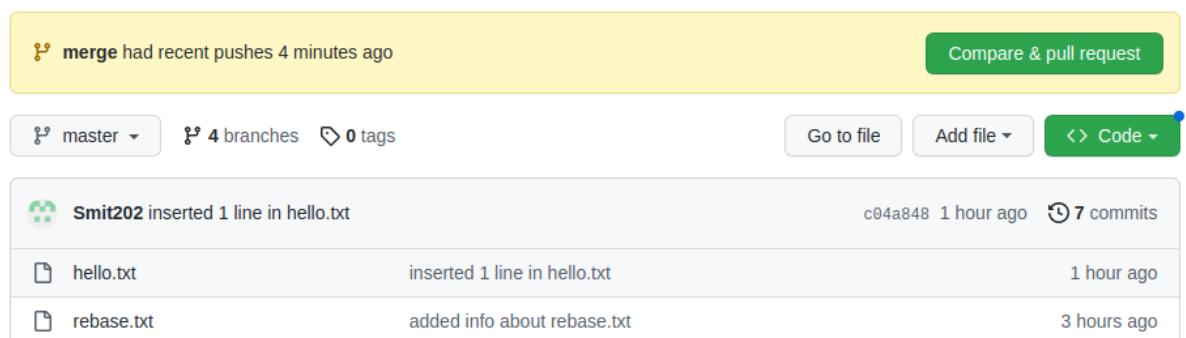 merge had recent pushes 4 minutes ago
Compare & pull request
master
4 branches
0 tags
Go to file
Add file
Code
Smit202 inserted 1 line in hello.txt
c04a848 1 hour ago
7 commits
hello.txt
inserted 1 line in hello.txt
1 hour ago
rebase.txt
added info about rebase.txt
3 hours ago